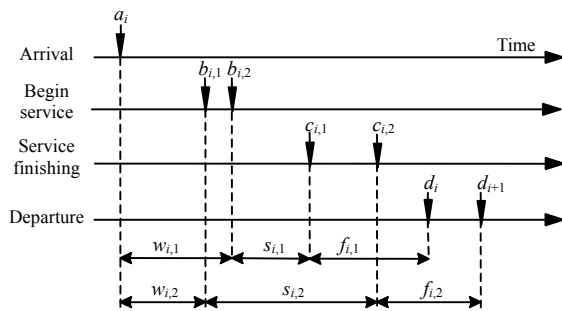 a_i
Arrival
Time
b_{i,1} b_{i,2}
Begin
service
c_{i,1} c_{i,2}
Service
finishing
d_i d_{i+1}
Departure
w_{i,1} s_{i,1} f_{i,1}
w_{i,2} s_{i,2} f_{i,2}